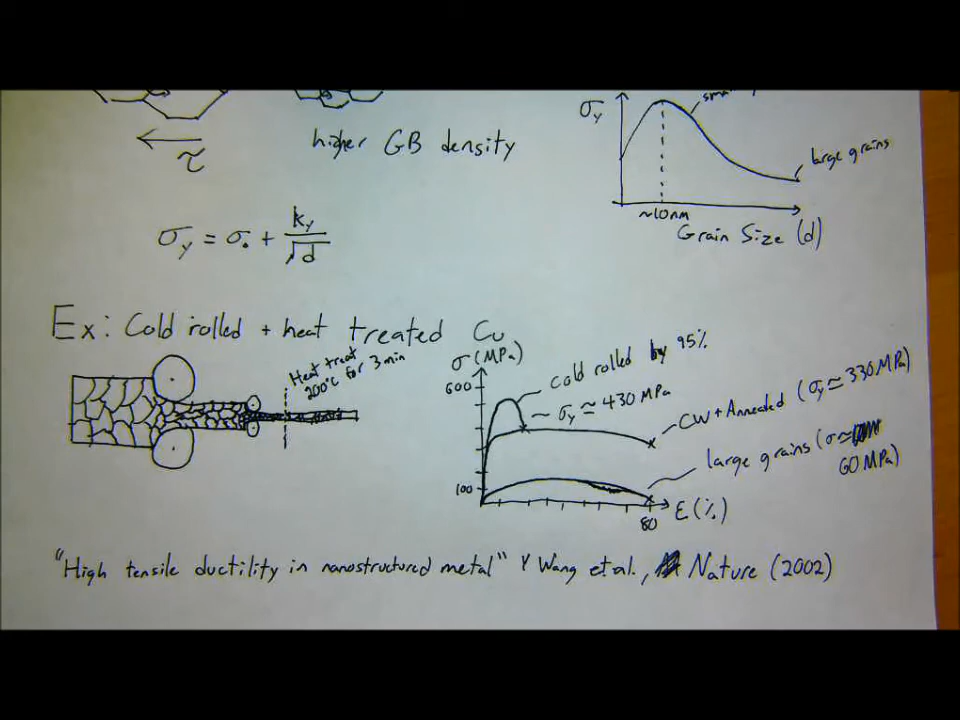 τ
higher GB density
σy
large grains
~10nm
Grain Size (d)
σy = σ₀ + ky/√d
Ex: Cold rolled + heat treated Cu
Heat treat
200°C for 3 min
σ (MPa)
600
100
cold rolled by 95%
σy ≃ 430 MPa
CW + Annealed (σy ≃ 330 MPa)
large grains (σ ≃
60 MPa)
80
ε (%)
"High tensile ductility in nanostructured metal" Y Wang et al., Nature (2002)